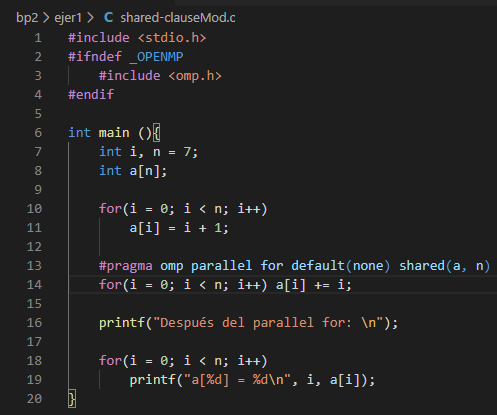 bp2 > ejer1 > C shared-clauseMod.c
1 #include <stdio.h>
2 #ifndef _OPENMP
3     #include <omp.h>
4 #endif
5
6 int main (){
7     int i, n = 7;
8     int a[n];
9
10     for(i = 0; i < n; i++)
11         a[i] = i + 1;
12
13     #pragma omp parallel for default(none) shared(a, n)
14     for(i = 0; i < n; i++) a[i] += i;
15
16     printf("Después del parallel for: \n");
17
18     for(i = 0; i < n; i++)
19         printf("a[%d] = %d\n", i, a[i]);
20 }